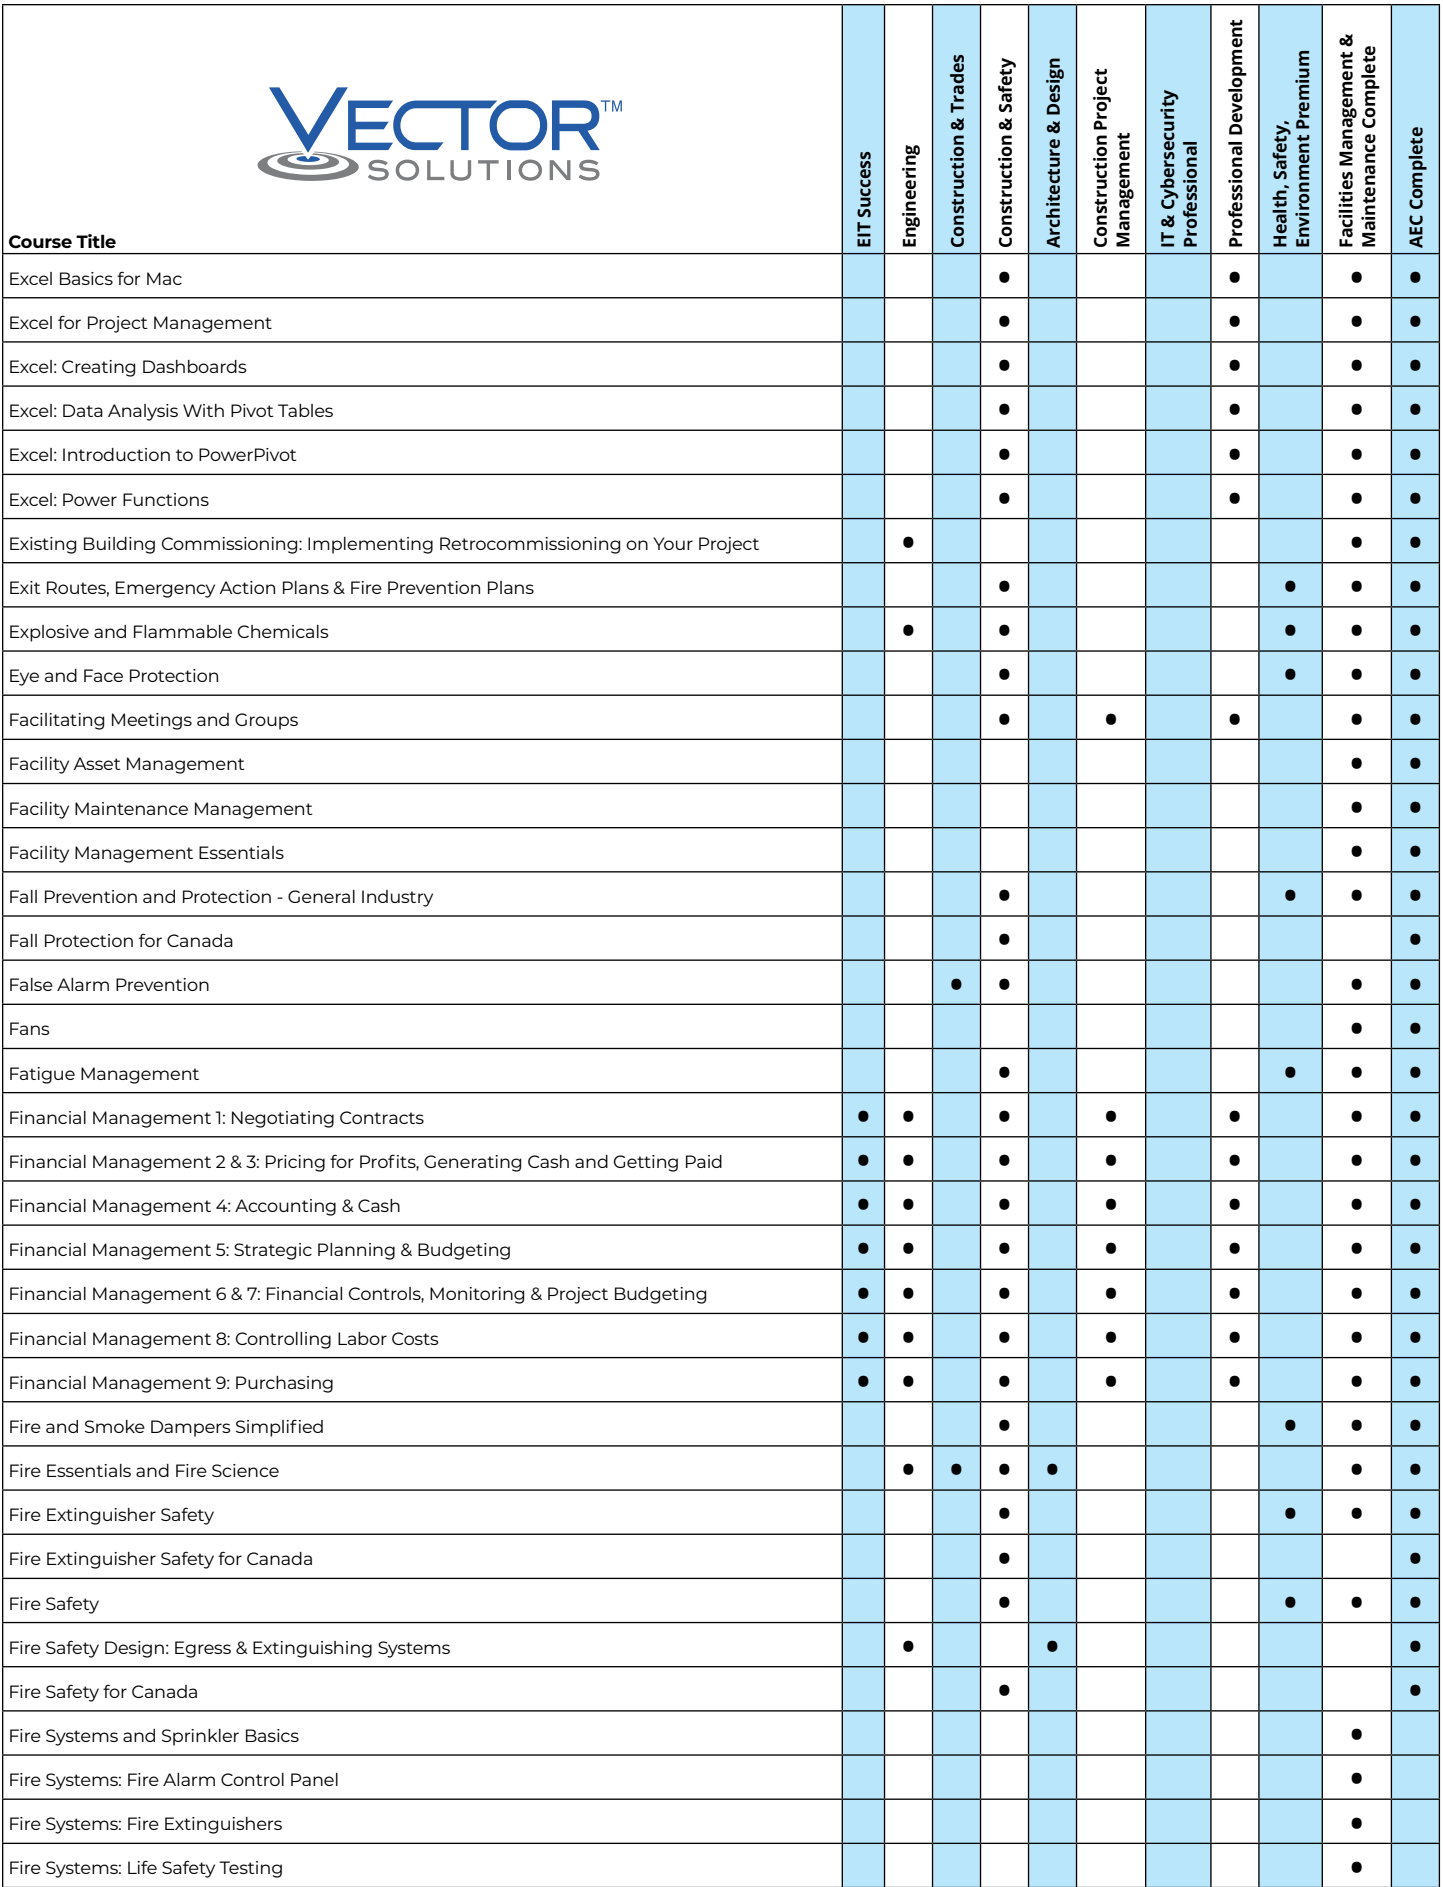 VECTOR™
SOLUTIONS
Course Title
EIT Success
Engineering
Construction & Trades
Construction & Safety
Architecture & Design
Construction Project
Management
IT & Cybersecurity
Professional
Professional Development
Health, Safety,
Environment Premium
Facilities Management &
Maintenance Complete
AEC Complete
Excel Basics for Mac • • • •
Excel for Project Management • • • •
Excel: Creating Dashboards • • • •
Excel: Data Analysis With Pivot Tables • • • •
Excel: Introduction to PowerPivot • • • •
Excel: Power Functions • • • •
Existing Building Commissioning: Implementing Retrocommissioning on Your Project • • •
Exit Routes, Emergency Action Plans & Fire Prevention Plans • • • •
Explosive and Flammable Chemicals • • • • •
Eye and Face Protection • • • •
Facilitating Meetings and Groups • • • • •
Facility Asset Management • •
Facility Maintenance Management • •
Facility Management Essentials • •
Fall Prevention and Protection - General Industry • • • •
Fall Protection for Canada • •
False Alarm Prevention • • • •
Fans • •
Fatigue Management • • • •
Financial Management 1: Negotiating Contracts • • • • • • •
Financial Management 2 & 3: Pricing for Profits, Generating Cash and Getting Paid • • • • • • •
Financial Management 4: Accounting & Cash • • • • • • •
Financial Management 5: Strategic Planning & Budgeting • • • • • • •
Financial Management 6 & 7: Financial Controls, Monitoring & Project Budgeting • • • • • • •
Financial Management 8: Controlling Labor Costs • • • • • • •
Financial Management 9: Purchasing • • • • • • •
Fire and Smoke Dampers Simplified • • • •
Fire Essentials and Fire Science • • • • • •
Fire Extinguisher Safety • • • •
Fire Extinguisher Safety for Canada • •
Fire Safety • • • •
Fire Safety Design: Egress & Extinguishing Systems • • •
Fire Safety for Canada • •
Fire Systems and Sprinkler Basics •
Fire Systems: Fire Alarm Control Panel •
Fire Systems: Fire Extinguishers •
Fire Systems: Life Safety Testing •